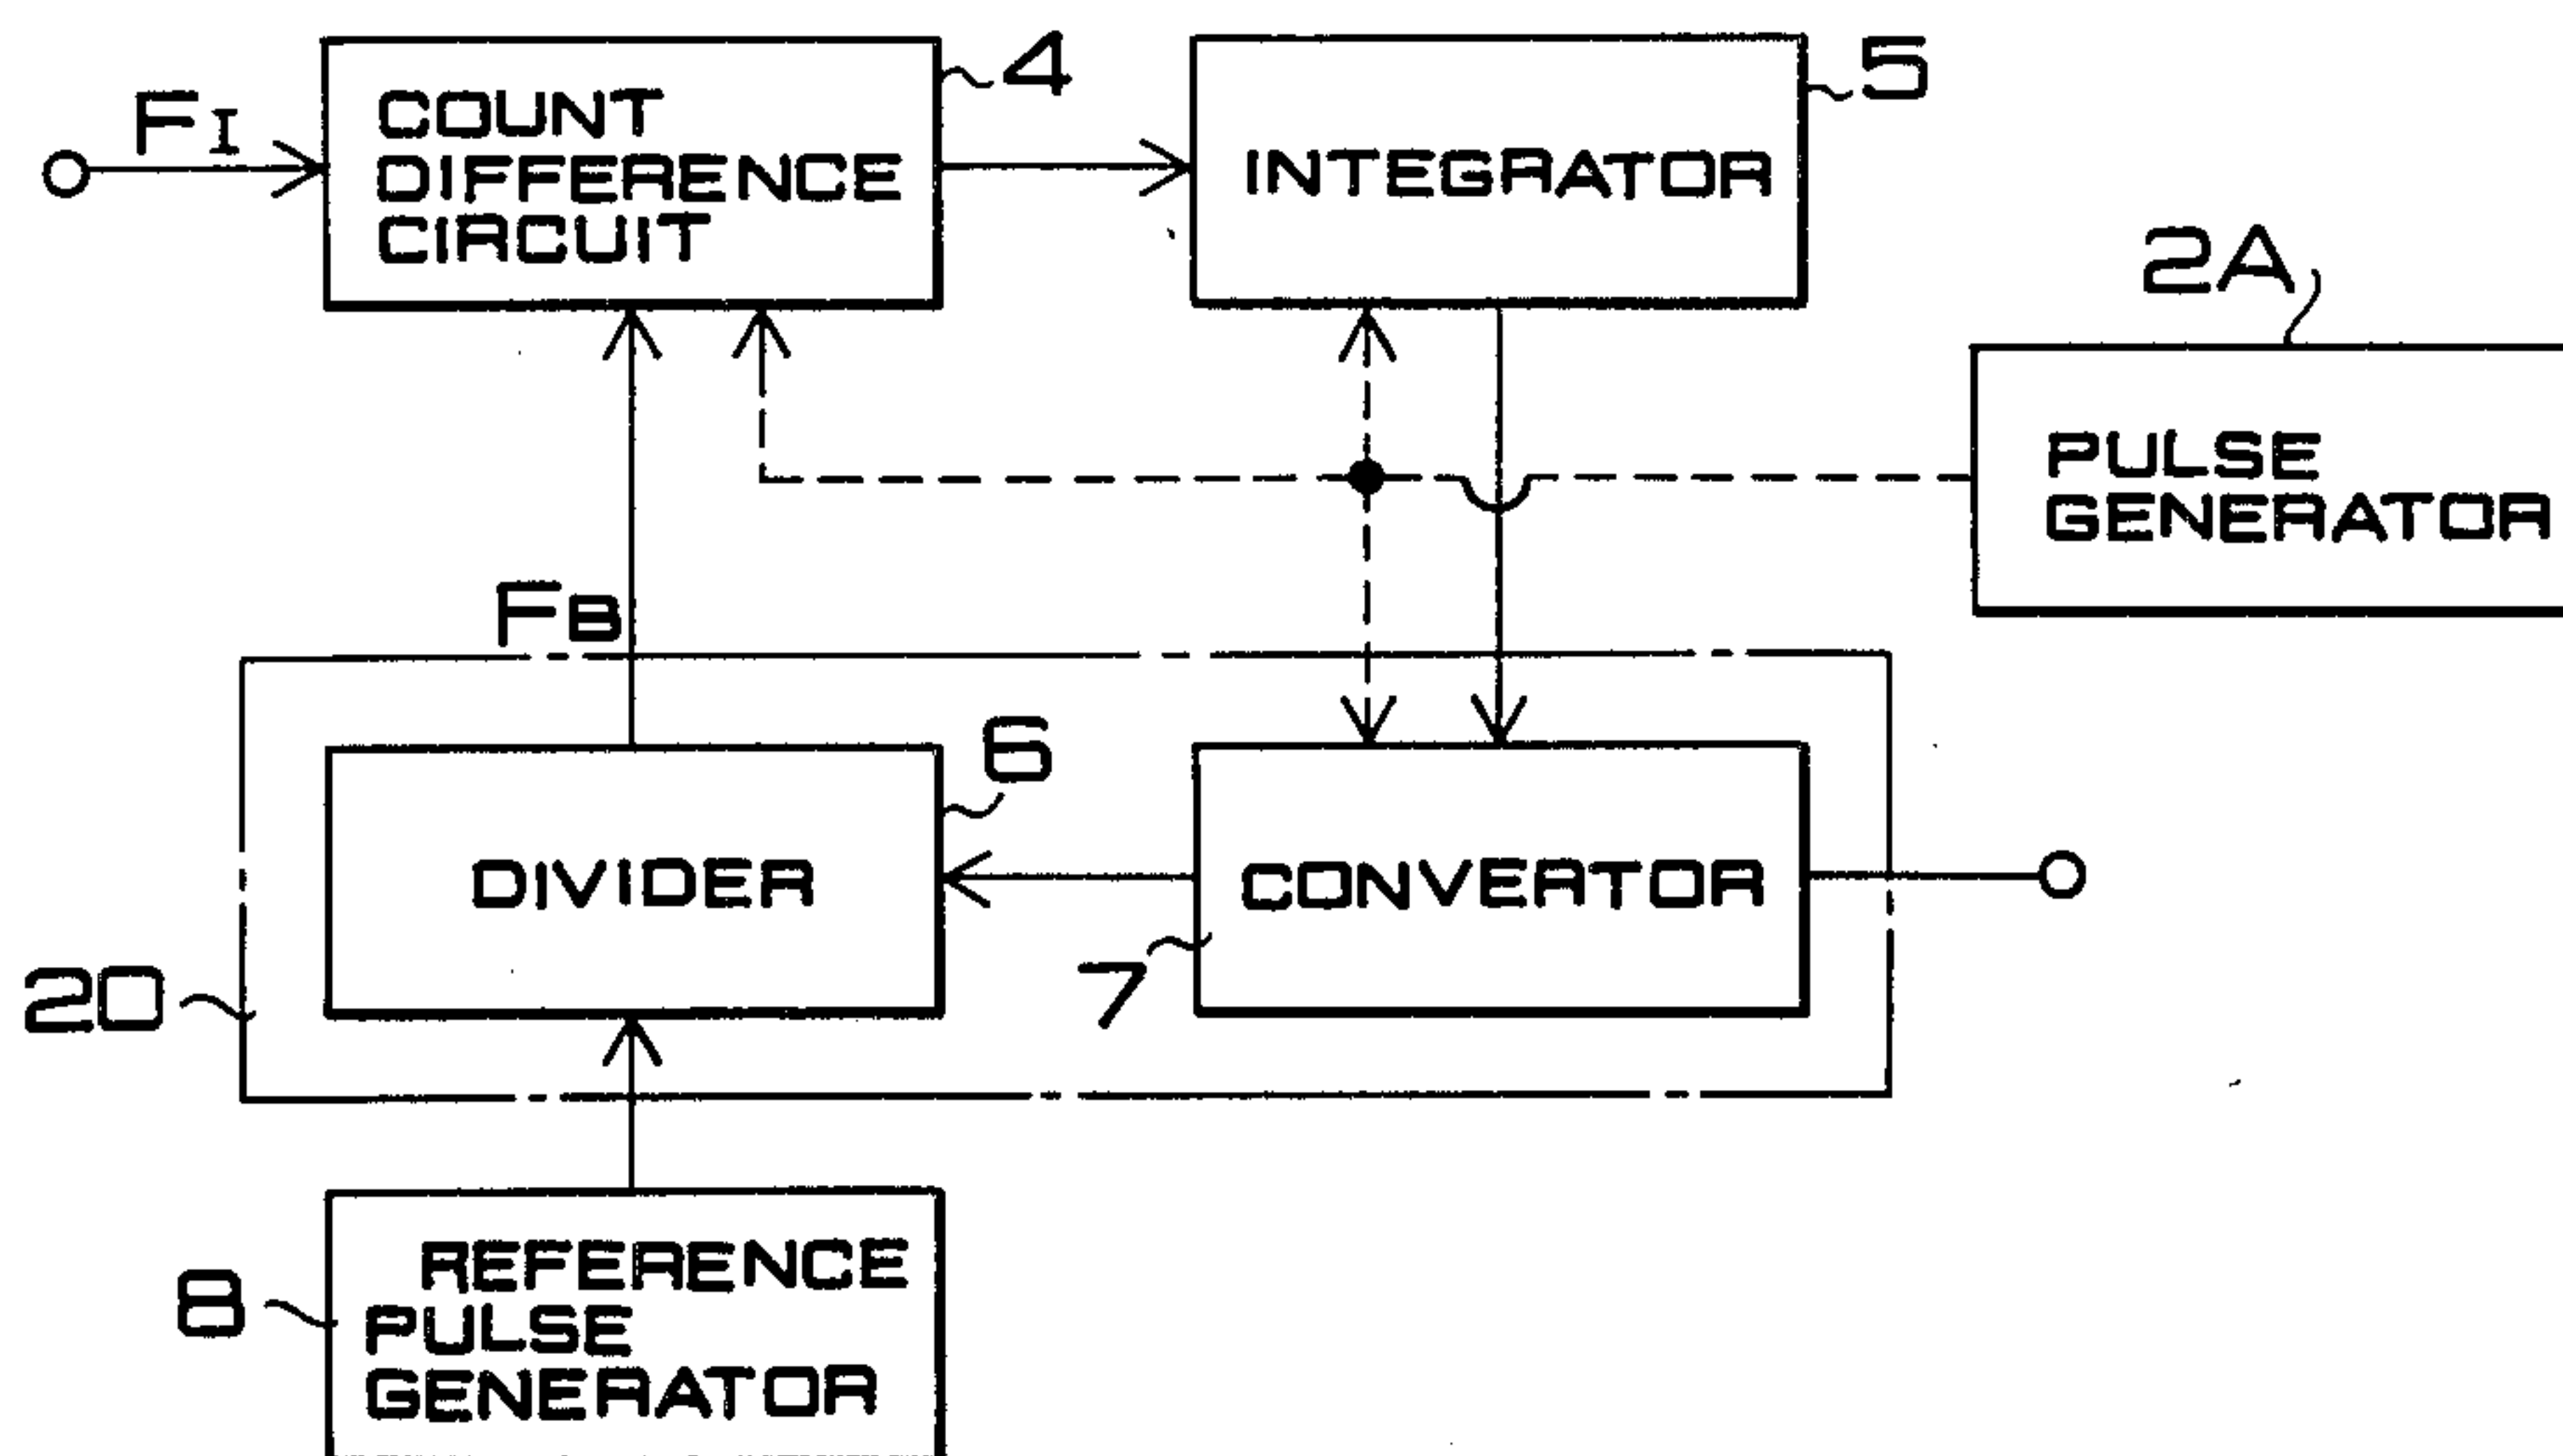 FI
COUNT
DIFFERENCE
CIRCUIT
4
INTEGRATOR
5
2A
PULSE
GENERATOR
FB
DIVIDER
6
CONVERTOR
7
20
REFERENCE
PULSE
GENERATOR
8